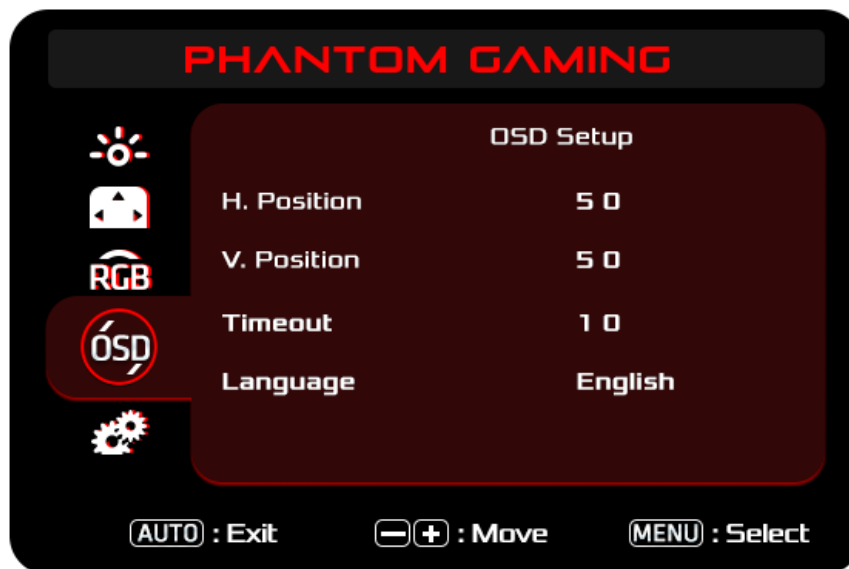 PHANTOM GAMING
OSD Setup
H. Position 50
V. Position 50
RGB
Timeout 10
OSD
Language English
AUTO : Exit - + : Move MENU : Select